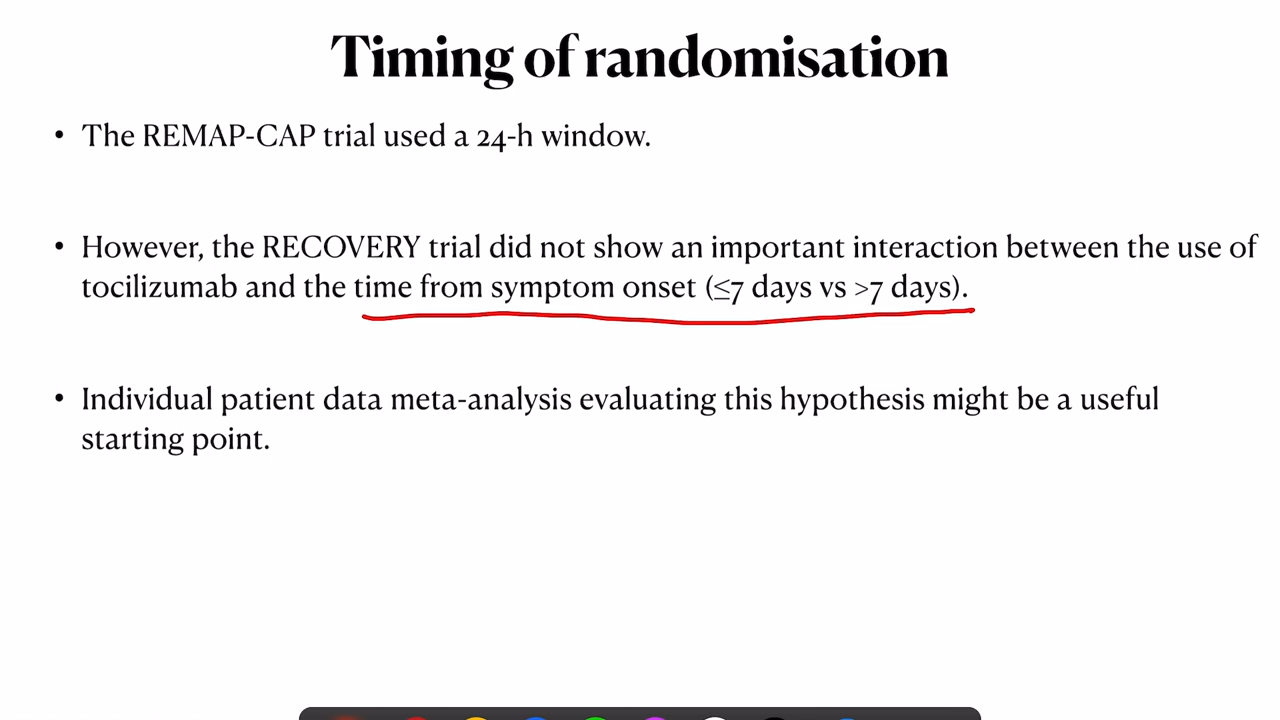 Timing of randomisation
• The REMAP-CAP trial used a 24-h window.
• However, the RECOVERY trial did not show an important interaction between the use of
tocilizumab and the time from symptom onset (≤7 days vs >7 days).
• Individual patient data meta-analysis evaluating this hypothesis might be a useful
starting point.